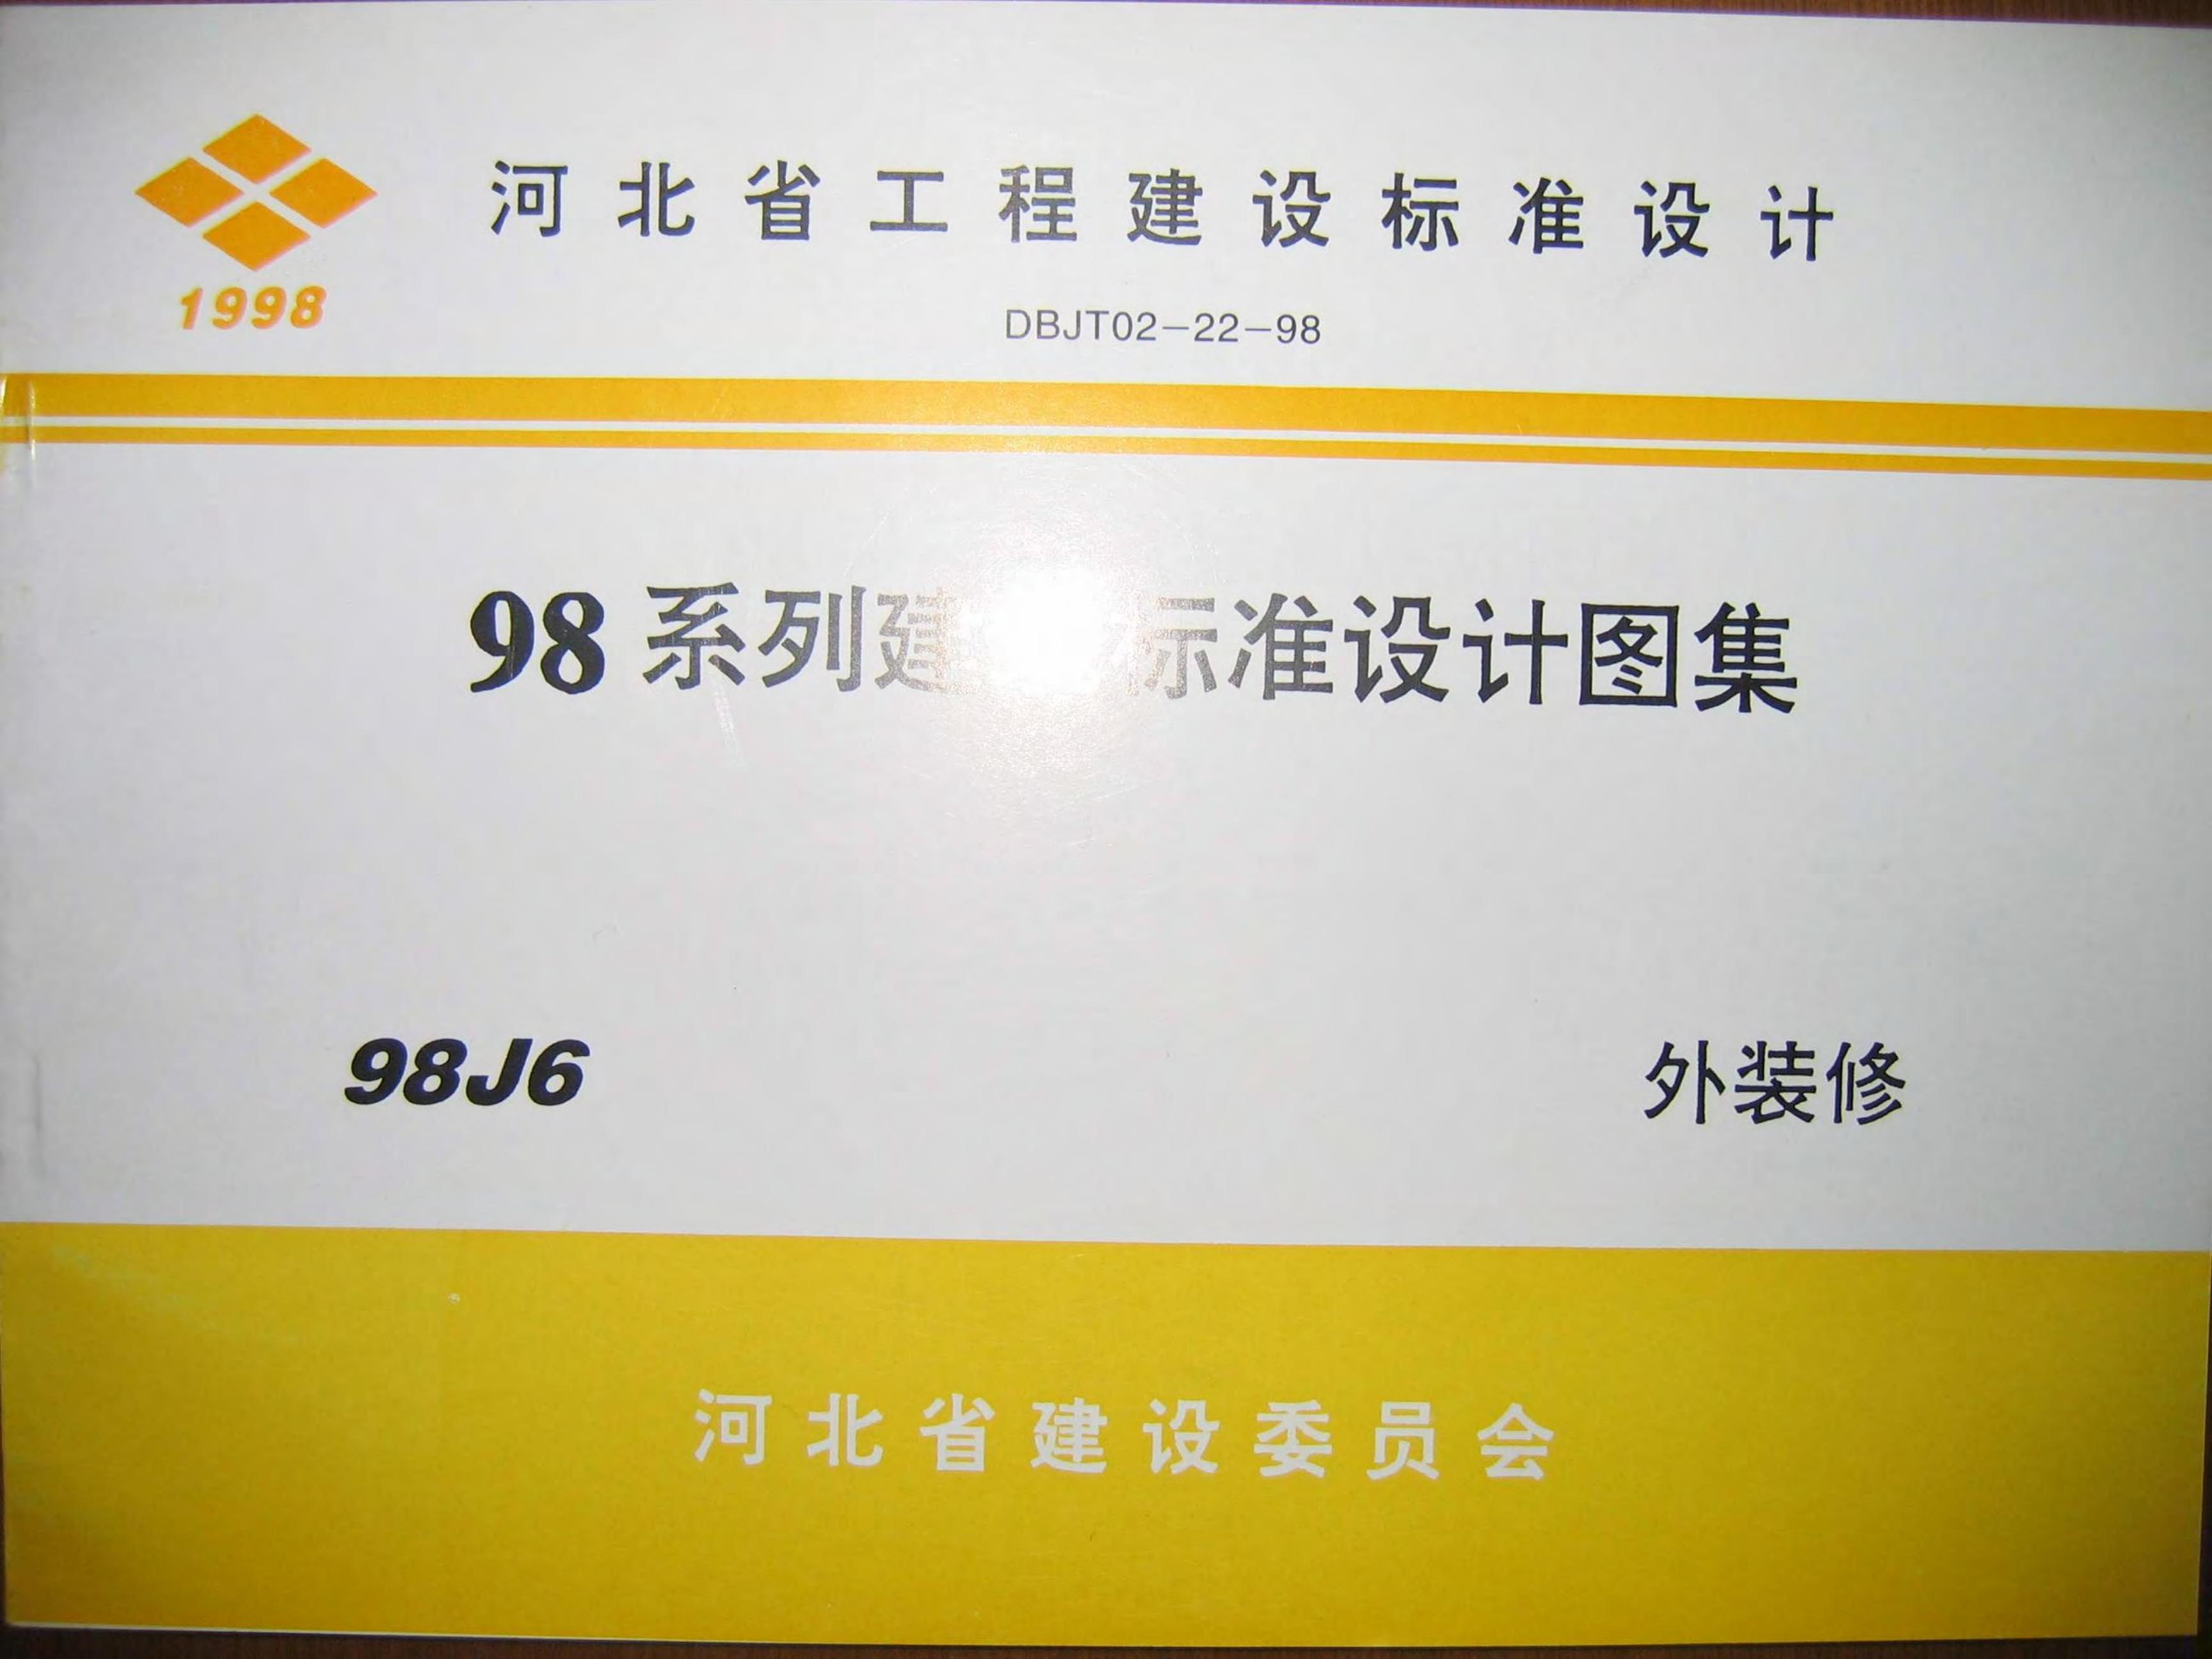 河北省工程建设标准设计
1998
DBJT02-22-98
98系列建 标准设计图集
98J6
外装修
河北省建设委员会